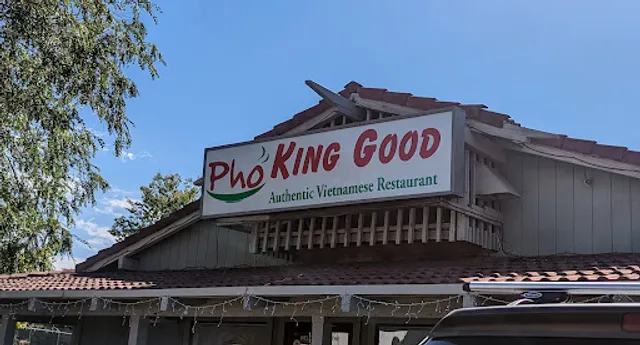 Phở KING GOOD
Authentic Vietnamese Restaurant